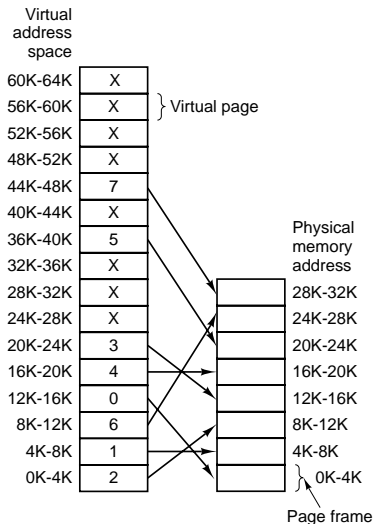 Virtual
address
space
60K-64K X
56K-60K X Virtual page
52K-56K X
48K-52K X
44K-48K 7
40K-44K X
36K-40K 5
32K-36K X
28K-32K X
24K-28K X
20K-24K 3
16K-20K 4
12K-16K 0
8K-12K 6
4K-8K 1
0K-4K 2
Physical
memory
address
28K-32K
24K-28K
20K-24K
16K-20K
12K-16K
8K-12K
4K-8K
0K-4K
Page frame